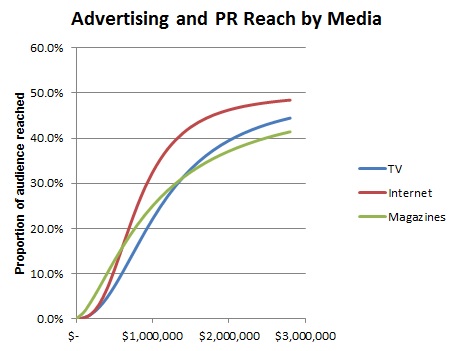 Advertising and PR Reach by Media
Proportion of audience reached
60.0%
50.0%
40.0%
30.0%
20.0%
10.0%
0.0%
$-
$1,000,000
$2,000,000
$3,000,000
TV
Internet
Magazines